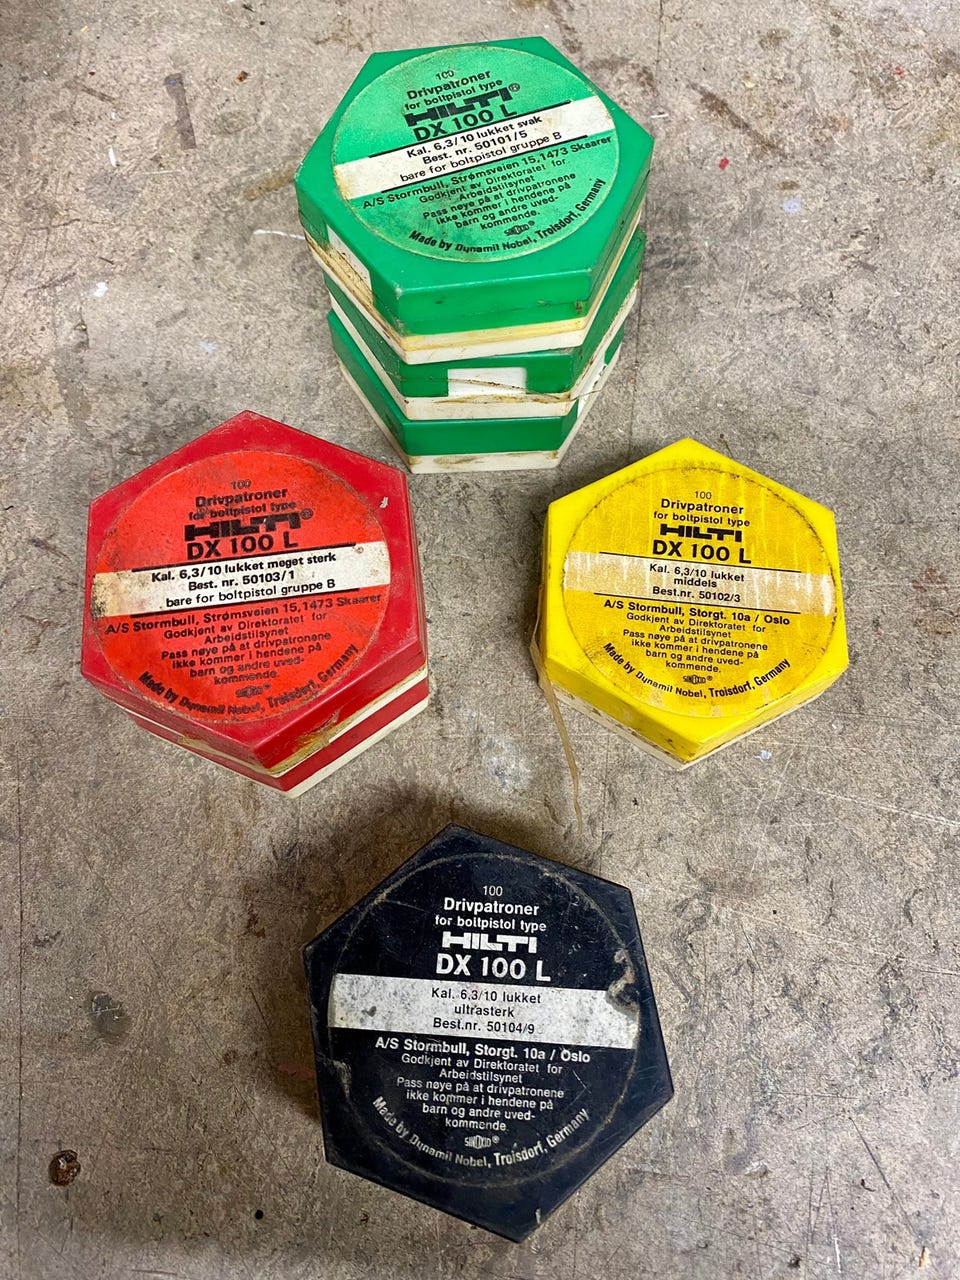 100
Drivpatroner
for boltpistol type
HILTI®
DX 100 L
Kal. 6,3/10 lukket svak
Best. nr. 50101/5
bare for boltpistol gruppe B
A/S Stormbull, Strømsveien 15, 1473 Skaarer
Godkjent av Direktoratet for
Arbeidstilsynet
Pass nøye på at drivpatronene
ikke kommer i hendene på
barn og andre uved-
kommende.
SINOXID®
Made by Dynamit Nobel, Troisdorf, Germany
100
Drivpatroner
for boltpistol type
HILTI®
DX 100 L
Kal. 6,3/10 lukket meget sterk
Best. nr. 50103/1
bare for boltpistol gruppe B
A/S Stormbull, Strømsveien 15, 1473 Skaarer
Godkjent av Direktoratet for
Arbeidstilsynet
Pass nøye på at drivpatronene
ikke kommer i hendene på
barn og andre uved-
kommende.
SINOXID®
Made by Dynamit Nobel, Troisdorf, Germany
100
Drivpatroner
for boltpistol type
HILTI
DX 100 L
Kal. 6,3/10 lukket
middels
Best.nr. 50102/3
A/S Stormbull, Storgt. 10a / Oslo
Godkjent av Direktoratet for
Arbeidstilsynet
Pass nøye på at drivpatronene
ikke kommer i hendene på
barn og andre uved-
kommende.
SINOXID®
Made by Dynamit Nobel, Troisdorf, Germany
100
Drivpatroner
for boltpistol type
HILTI
DX 100 L
Kal. 6,3/10 lukket
ultrasterk
Best.nr. 50104/9
A/S Stormbull, Storgt. 10a / Oslo
Godkjent av Direktoratet for
Arbeidstilsynet
Pass nøye på at drivpatronene
ikke kommer i hendene på
barn og andre uved-
kommende.
SINOXID®
Made by Dynamit Nobel, Troisdorf, Germany